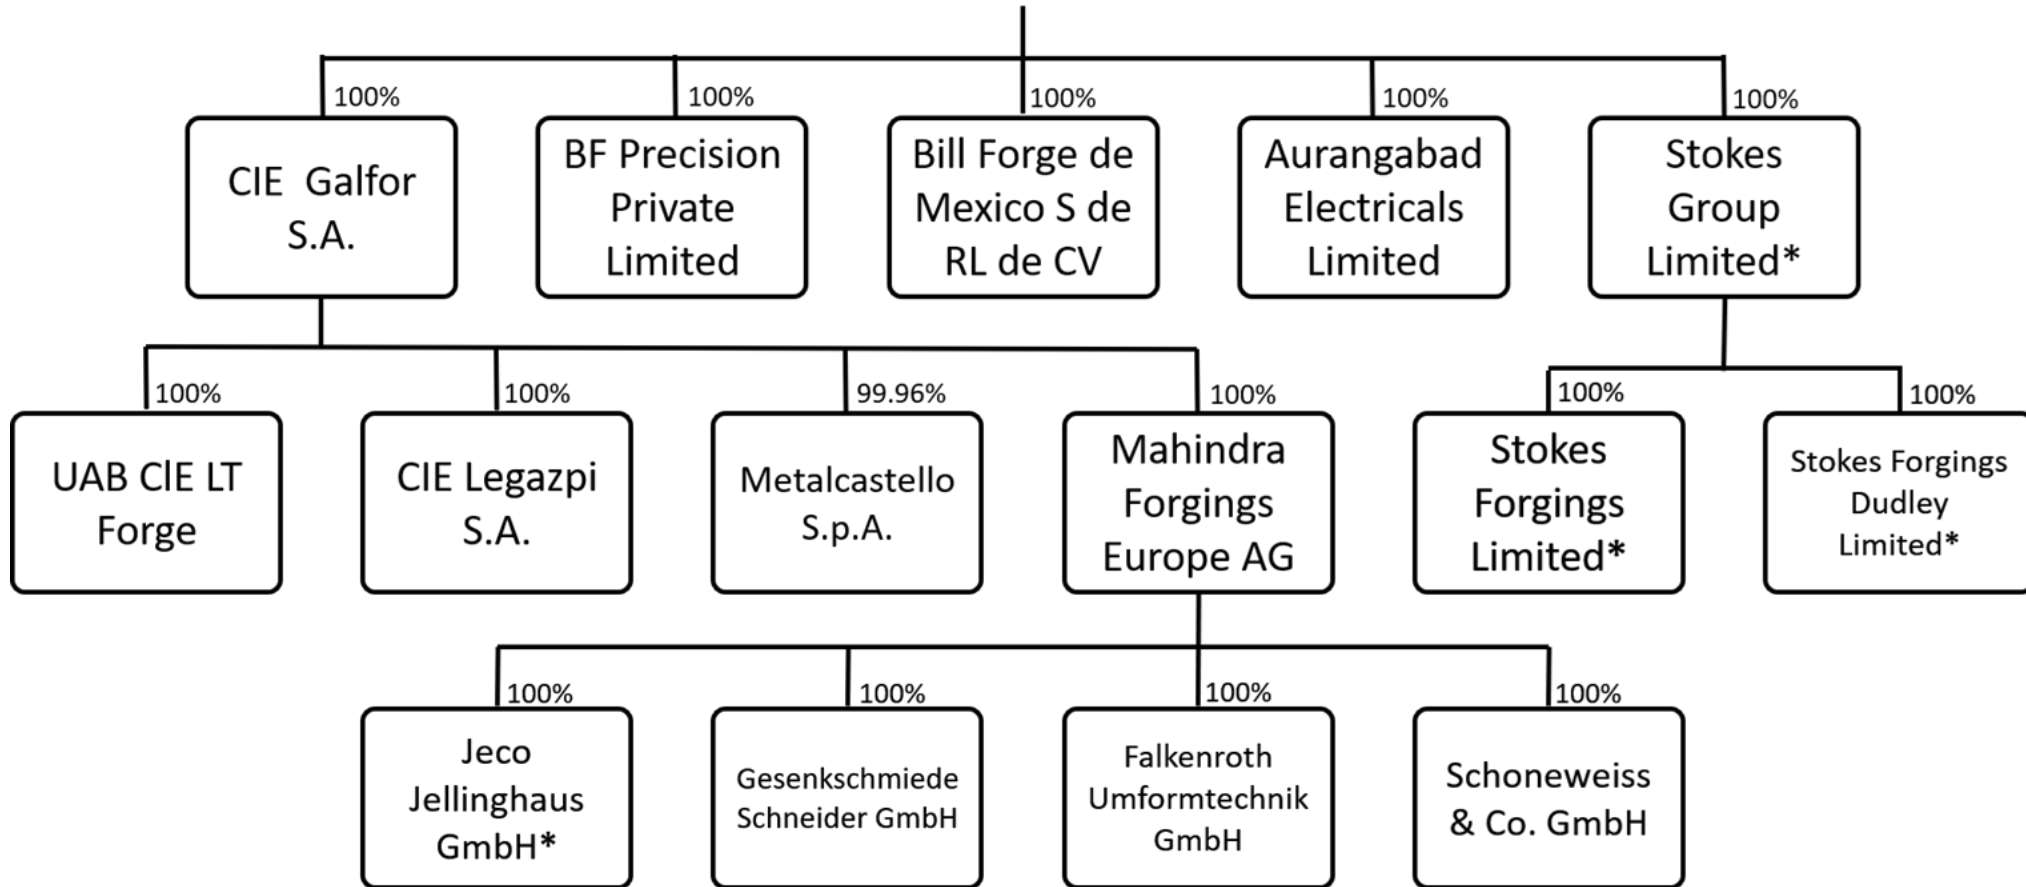 100%
100%
100%
100%
100%
CIE Galfor
S.A.
BF Precision
Private
Limited
Bill Forge de
Mexico S de
RL de CV
Aurangabad
Electricals
Limited
Stokes
Group
Limited*
100%
100%
99.96%
100%
100%
100%
UAB CIE LT
Forge
CIE Legazpi
S.A.
Metalcastello
S.p.A.
Mahindra
Forgings
Europe AG
Stokes
Forgings
Limited*
Stokes Forgings
Dudley
Limited*
100%
100%
100%
100%
Jeco
Jellinghaus
GmbH*
Gesenkschmiede
Schneider GmbH
Falkenroth
Umformtechnik
GmbH
Schoneweiss
& Co. GmbH